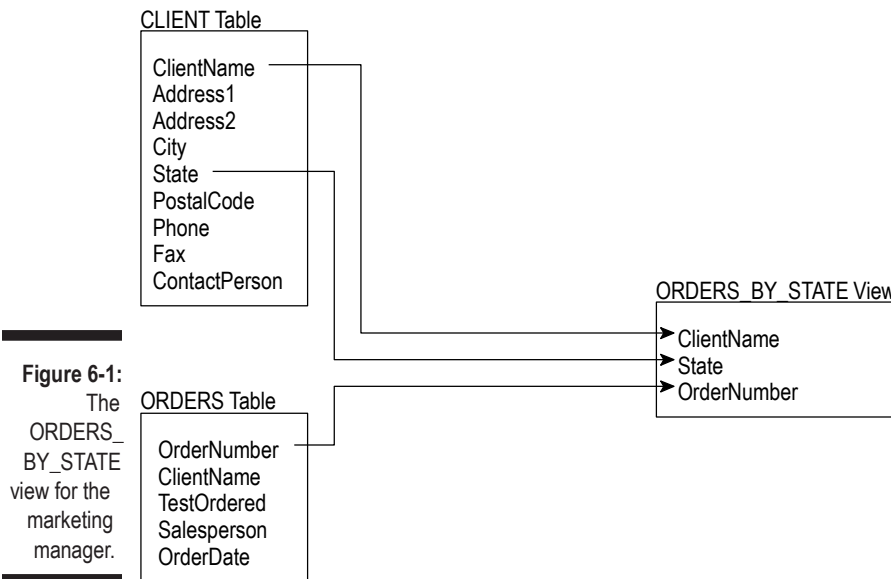 CLIENT Table
ClientName
Address1
Address2
City
State
PostalCode
Phone
Fax
ContactPerson
ORDERS_BY_STATE View
ClientName
State
OrderNumber
Figure 6-1:
The
ORDERS_
BY_STATE
view for the
marketing
manager.
ORDERS Table
OrderNumber
ClientName
TestOrdered
Salesperson
OrderDate